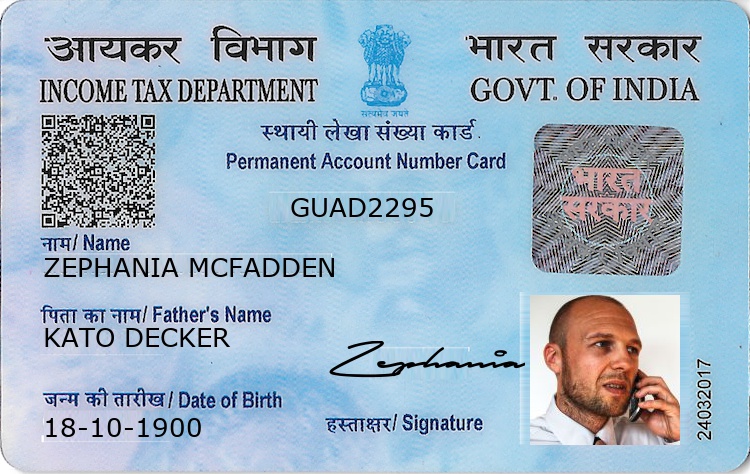 आयकर विभाग
INCOME TAX DEPARTMENT
भारत सरकार
GOVT. OF INDIA
सत्यमेव जयते
स्थायी लेखा संख्या कार्ड
Permanent Account Number Card
GUAD2295
भारत
सरकार
नाम/ Name
ZEPHANIA MCFADDEN
पिता का नाम/ Father's Name
KATO DECKER
Zephania
जन्म की तारीख/ Date of Birth
18-10-1900
हस्ताक्षर/ Signature
24032017